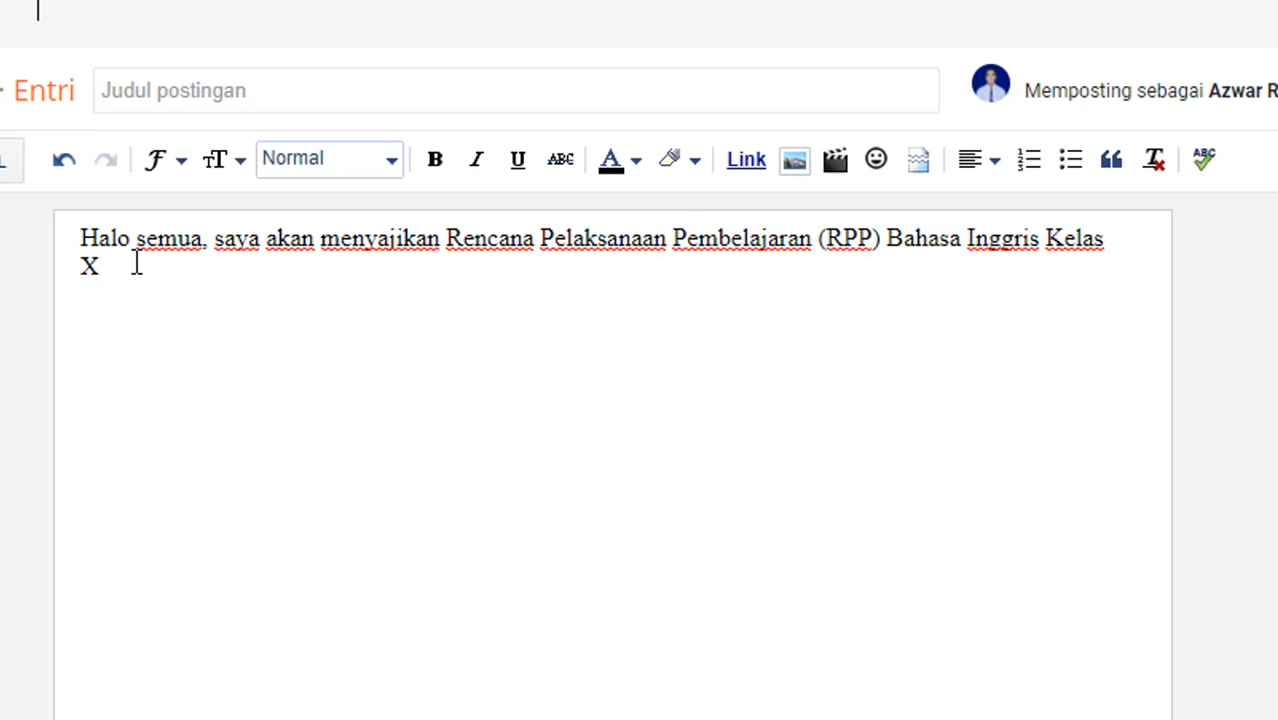 Entri
Judul postingan
Memposting sebagai Azwar R
Normal
B I U ABC A Link ABC
Halo semua, saya akan menyajikan Rencana Pelaksanaan Pembelajaran (RPP) Bahasa Inggris Kelas
X